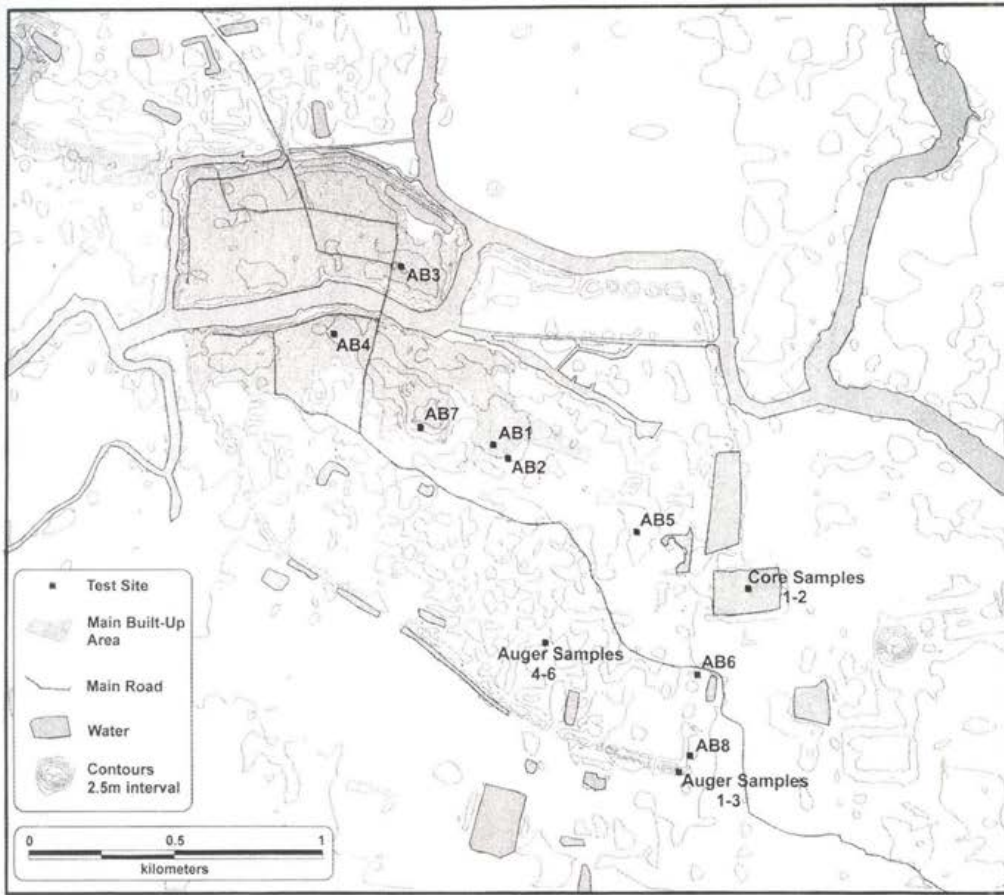 AB3
AB4
AB7
AB1
AB2
AB5
Core Samples
1-2
Auger Samples
4-6
AB6
AB8
Auger Samples
1-3
Test Site
Main Built-Up
Area
Main Road
Water
Contours
2.5m interval
0 0.5 1
kilometers